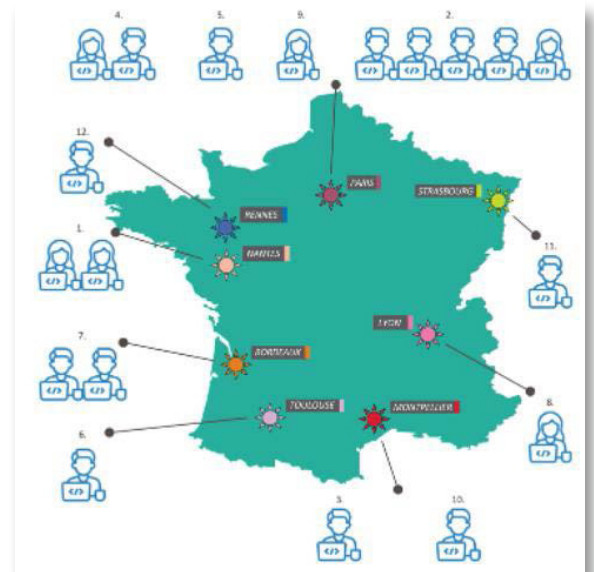 4. 5. 9. 2.
12.
PARIS
STRASBOURG
RENNES
1.
NANTES
11.
LYON
7.
BORDEAUX
TOULOUSE
MONTPELLIER
8.
6.
3. 10.